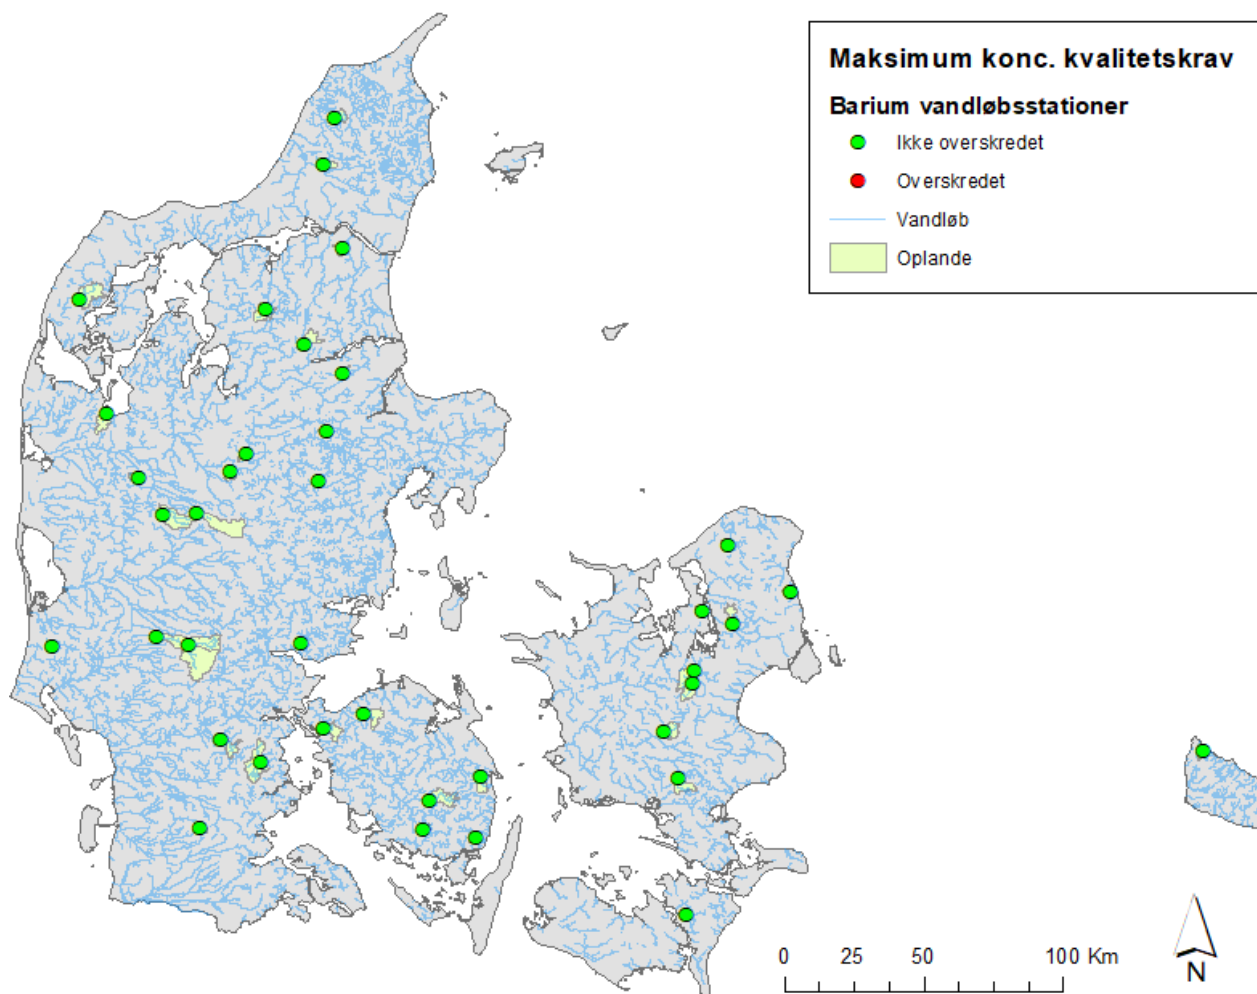 Maksimum konc. kvalitetskrav
Barium vandløbsstationer
Ikke overskredet
Overskredet
Vandløb
Oplande
0 25 50 100 Km
N